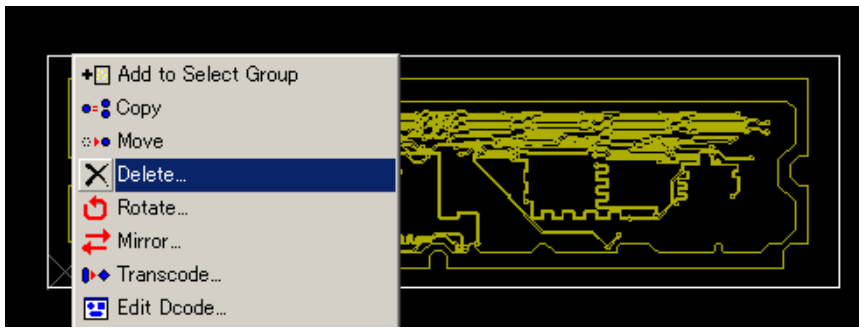 Add to Select Group
Copy
Move
Delete...
Rotate...
Mirror...
Transcode...
Edit Dcode...